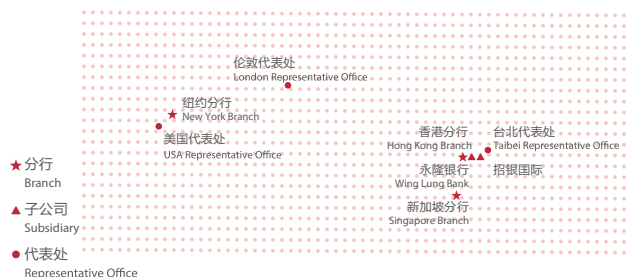 伦敦代表处
London Representative Office
纽约分行
New York Branch
美国代表处
USA Representative Office
香港分行
Hong Kong Branch
台北代表处
Taibei Representative Office
永隆银行
Wing Lung Bank
招银国际
新加坡分行
Singapore Branch
分行
Branch
子公司
Subsidiary
代表处
Representative Office